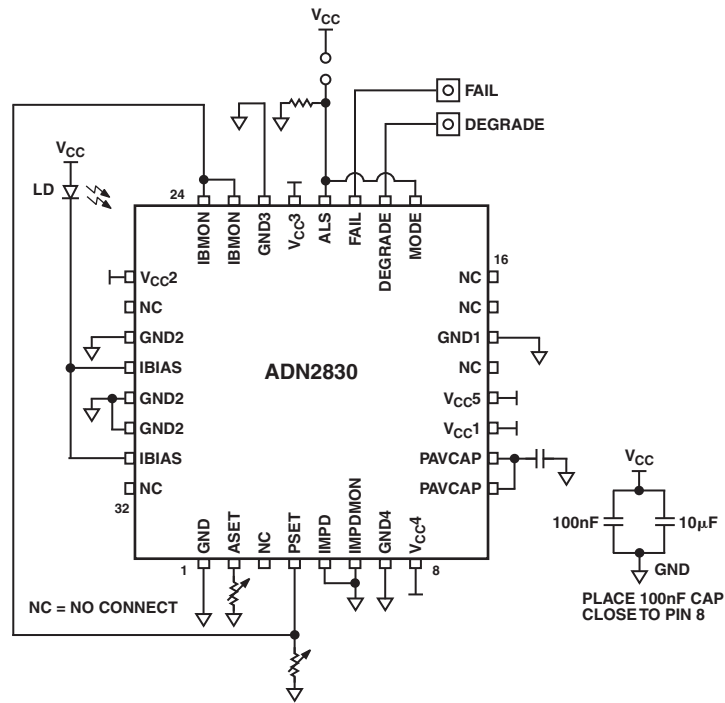 VCC
FAIL
DEGRADE
VCC
LD
24
IBMON
IBMON
GND3
VCC3
ALS
FAIL
DEGRADE
MODE
16
VCC2
NC
GND2
IBIAS
GND2
GND2
IBIAS
NC
32
ADN2830
NC
NC
GND1
NC
VCC5
VCC1
PAVCAP
PAVCAP
GND
ASET
NC
PSET
IMPD
IMPDMON
GND4
VCC4
1
8
NC = NO CONNECT
VCC
100nF
10μF
GND
PLACE 100nF CAP
CLOSE TO PIN 8